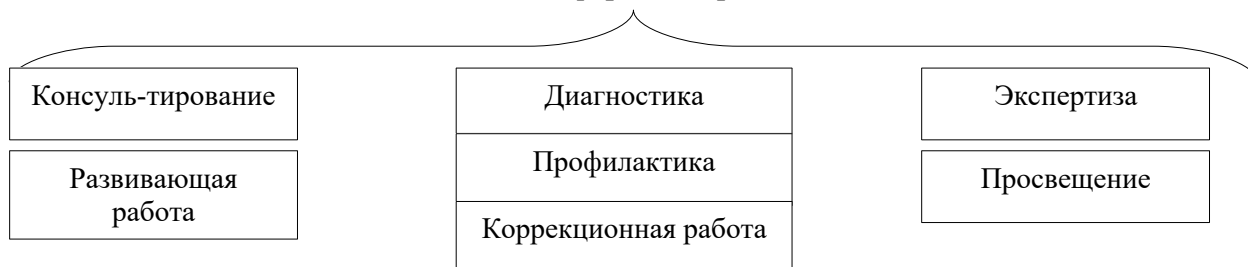 Консуль-тирование
Развивающая
работа
Диагностика
Профилактика
Коррекционная работа
Экспертиза
Просвещение